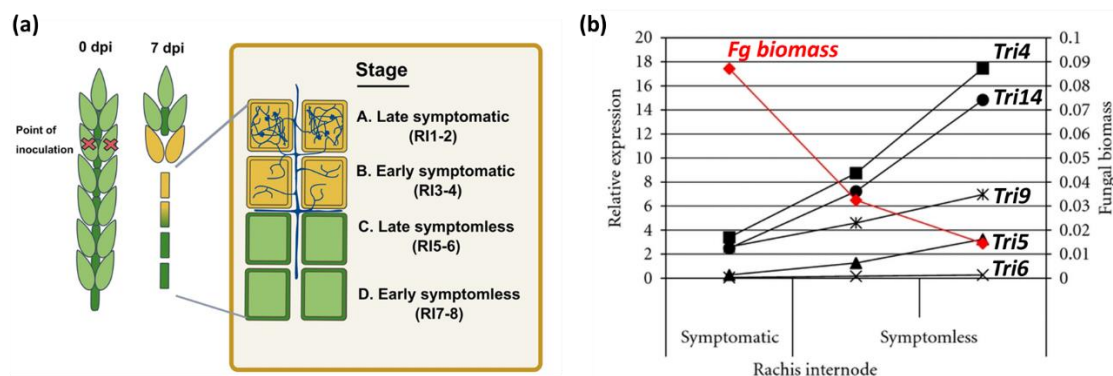 (a)
0 dpi 7 dpi
Point of
inoculation
Stage
A. Late symptomatic
(RI1-2)
B. Early symptomatic
(RI3-4)
C. Late symptomless
(RI5-6)
D. Early symptomless
(RI7-8)
(b)
Relative expression
20
18
16
14
12
10
8
6
4
2
0
Fg biomass
Tri4
Tri14
Tri9
Tri5
Tri6
0.1
0.09
0.08
0.07
0.06
0.05
0.04
0.03
0.02
0.01
0
Fungal biomass
Symptomatic Symptomless
Rachis internode